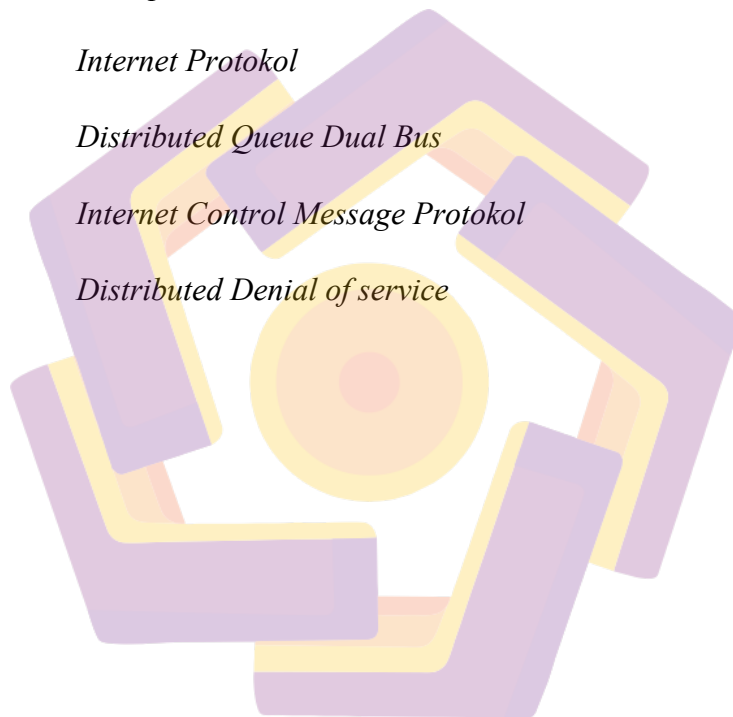 Internet Protokol
Distributed Queue Dual Bus
Internet Control Message Protokol
Distributed Denial of service